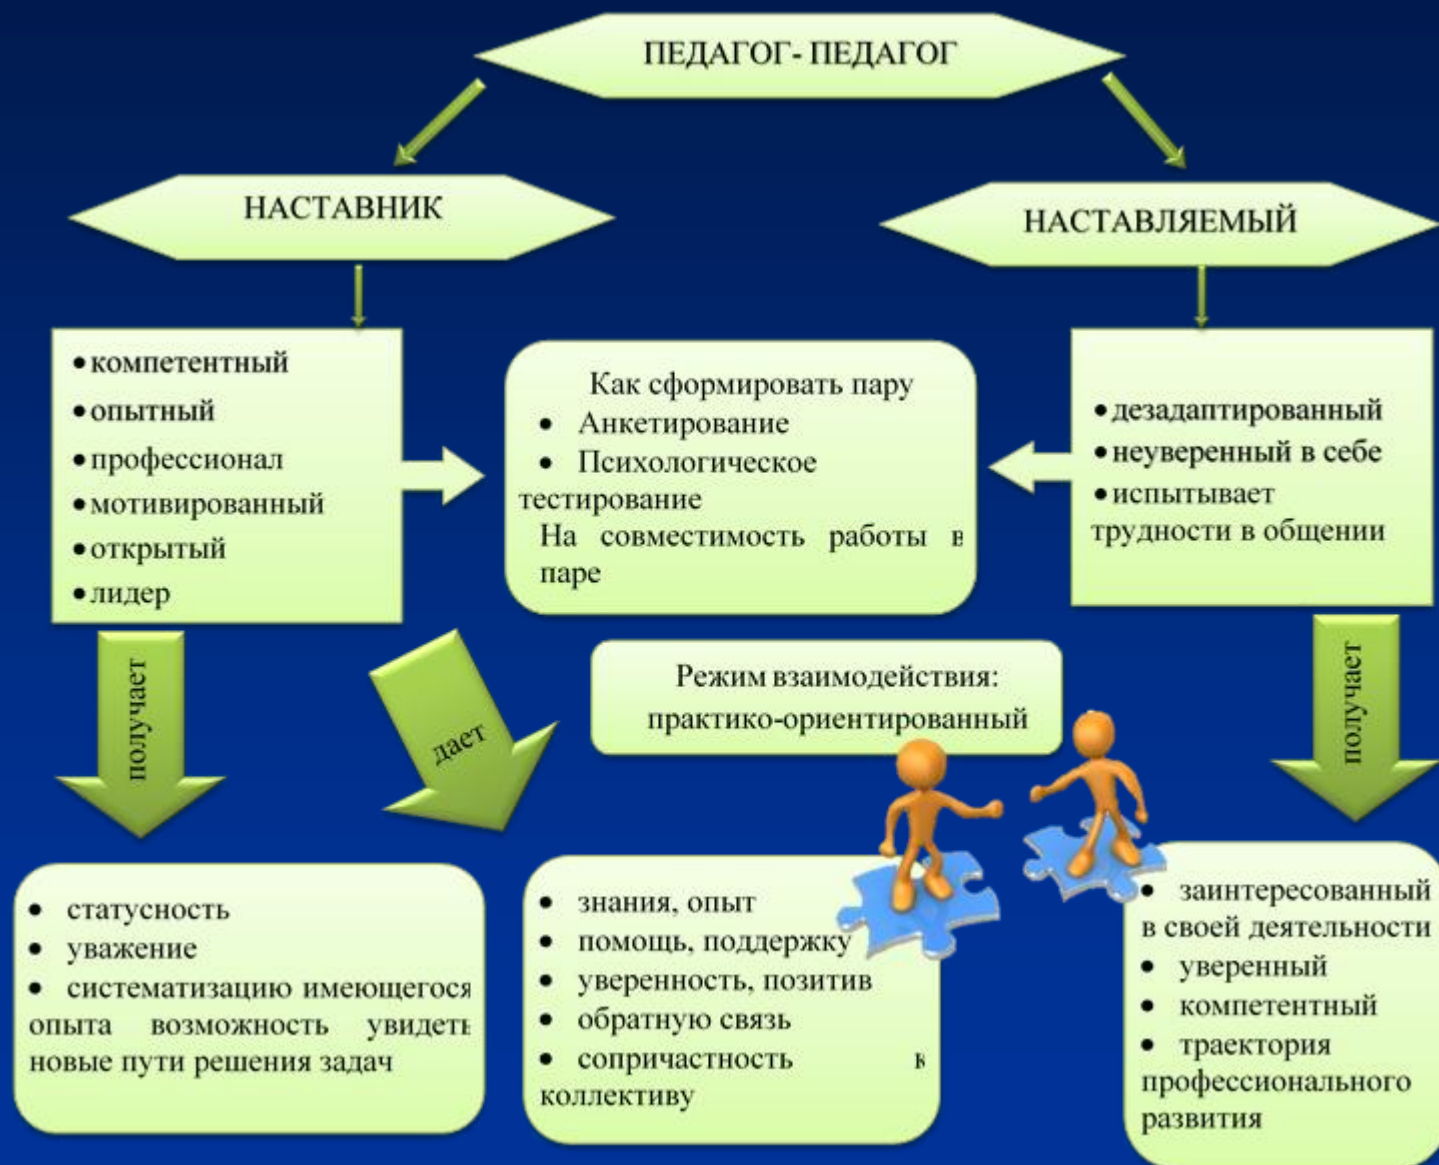 ПЕДАГОГ- ПЕДАГОГ
НАСТАВНИК
НАСТАВЛЯЕМЫЙ
•компетентный
•опытный
•профессионал
•мотивированный
•открытый
•лидер
Как сформировать пару
• Анкетирование
• Психологическое
тестирование
На совместимость работы в
паре
•дезадаптированный
•неуверенный в себе
•испытывает
трудности в общении
получает
дает
Режим взаимодействия:
практико-ориентированный
получает
• статусность
• уважение
• систематизацию имеющегося
опыта возможность увидеть
новые пути решения задач
• знания, опыт
• помощь, поддержку
• уверенность, позитив
• обратную связь
• сопричастность к
коллективу
• заинтересованный
в своей деятельности
• уверенный
• компетентный
• траектория
профессионального
развития